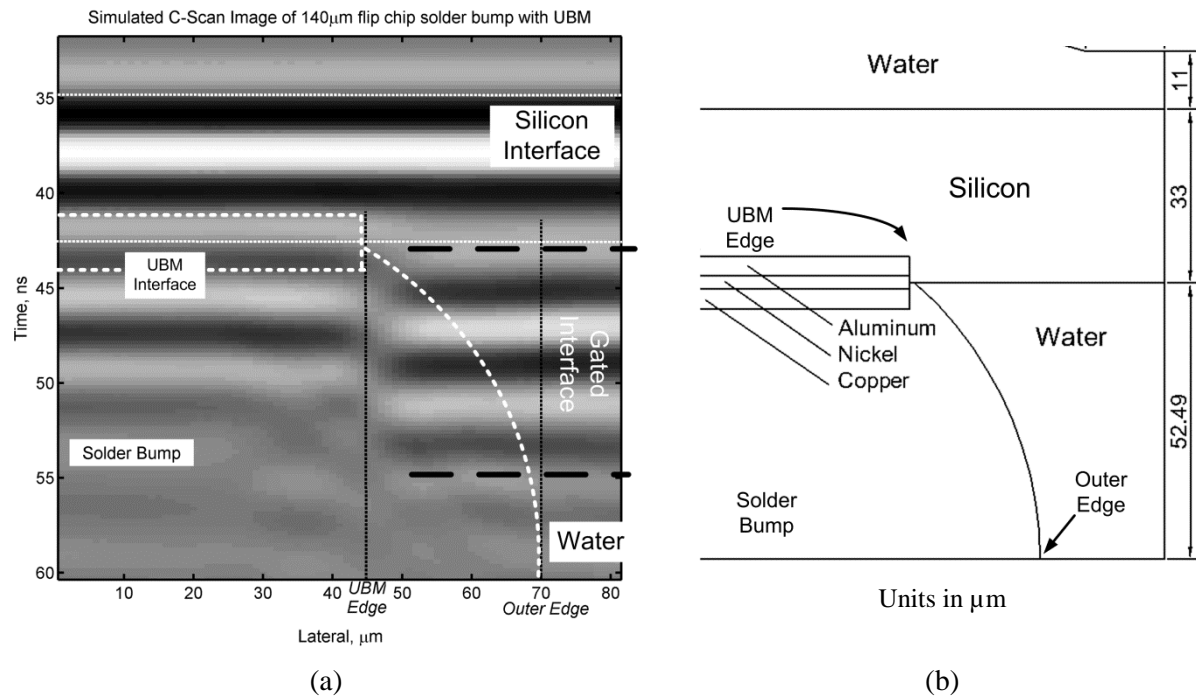 Simulated C-Scan Image of 140μm flip chip solder bump with UBM
Time, ns
35
40
45
50
55
60
Silicon
Interface
UBM
Interface
Gated
Interface
Solder Bump
Water
10
20
30
40
50
60
70
80
UBM
Edge
Outer Edge
Lateral, μm
(a)
Water
11
Silicon
33
UBM
Edge
Aluminum
Nickel
Copper
Water
52.49
Solder
Bump
Outer
Edge
Units in μm
(b)